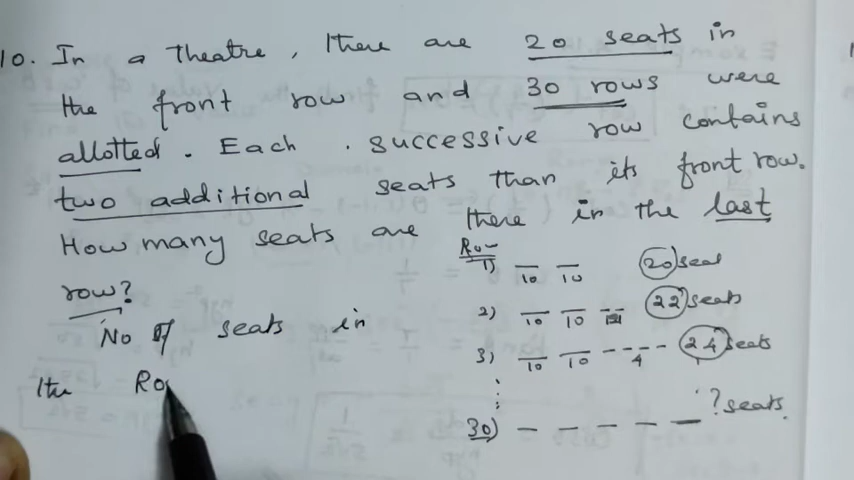 10. In a Theatre, there are 20 seats in
the front row and 30 rows were
allotted. Each . successive row contains
two additional seats than its front row.
How many seats are there in the last
row?
No of seats in
the Ro
Row
1) 10 10 20 seat
2) 10 10 22 seats
3) 10 10 ---- 4 24 seats
30) — — — — — ? seats.